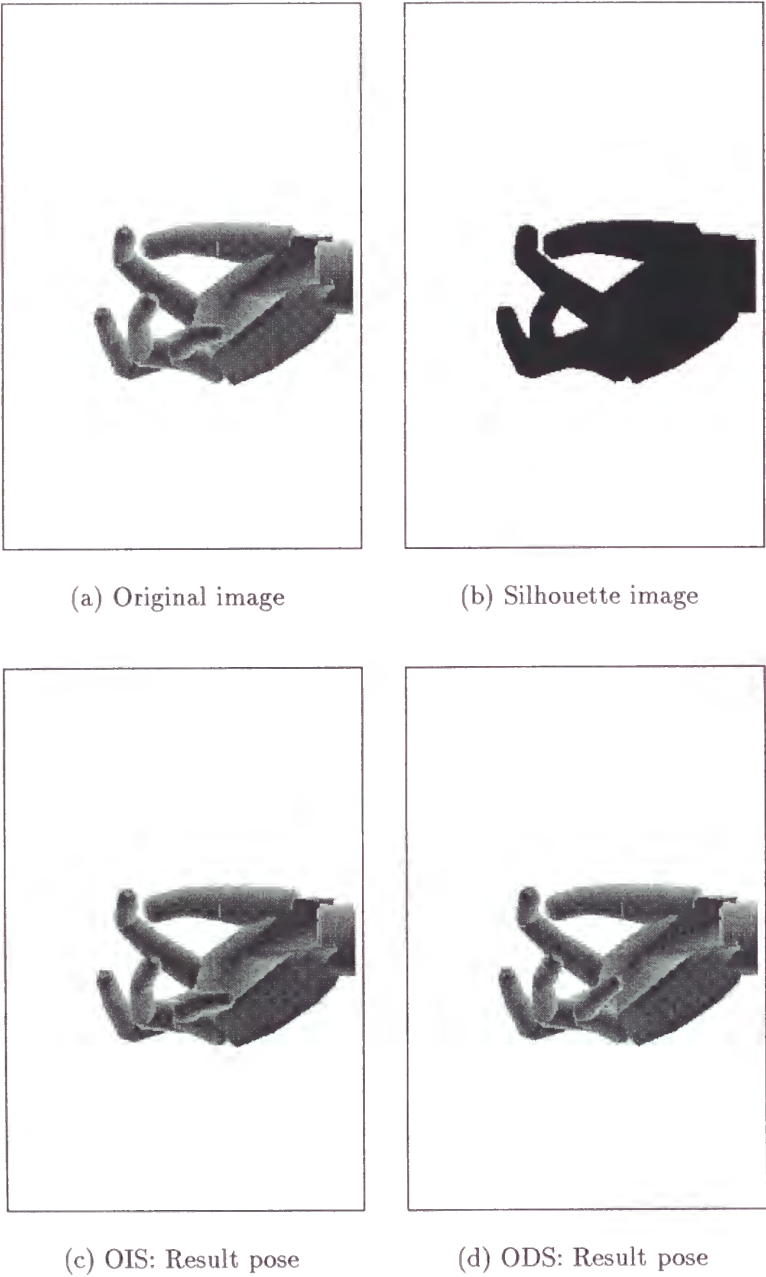 (a) Original image
(b) Silhouette image
(c) OIS: Result pose
(d) ODS: Result pose